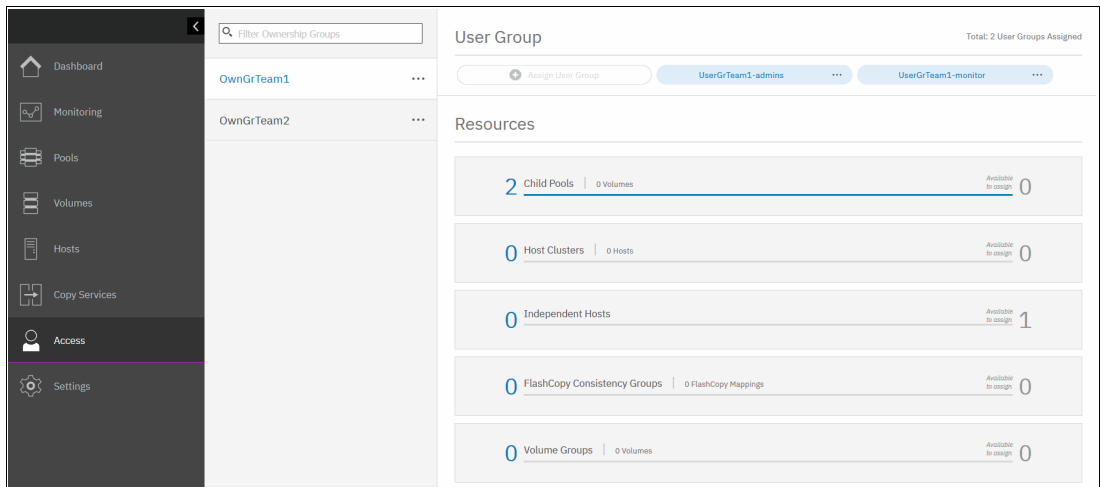 Dashboard
Monitoring
Pools
Volumes
Hosts
Copy Services
Access
Settings
Filter Ownership Groups
OwnGrTeam1 ...
OwnGrTeam2 ...
User Group
Total: 2 User Groups Assigned
Assign User Group
UserGrTeam1-admins ...
UserGrTeam1-monitor ...
Resources
2 Child Pools | 0 Volumes
Available
to assign 0
0 Host Clusters | 0 Hosts
Available
to assign 0
0 Independent Hosts
Available
to assign 1
0 FlashCopy Consistency Groups | 0 FlashCopy Mappings
Available
to assign 0
0 Volume Groups | 0 Volumes
Available
to assign 0